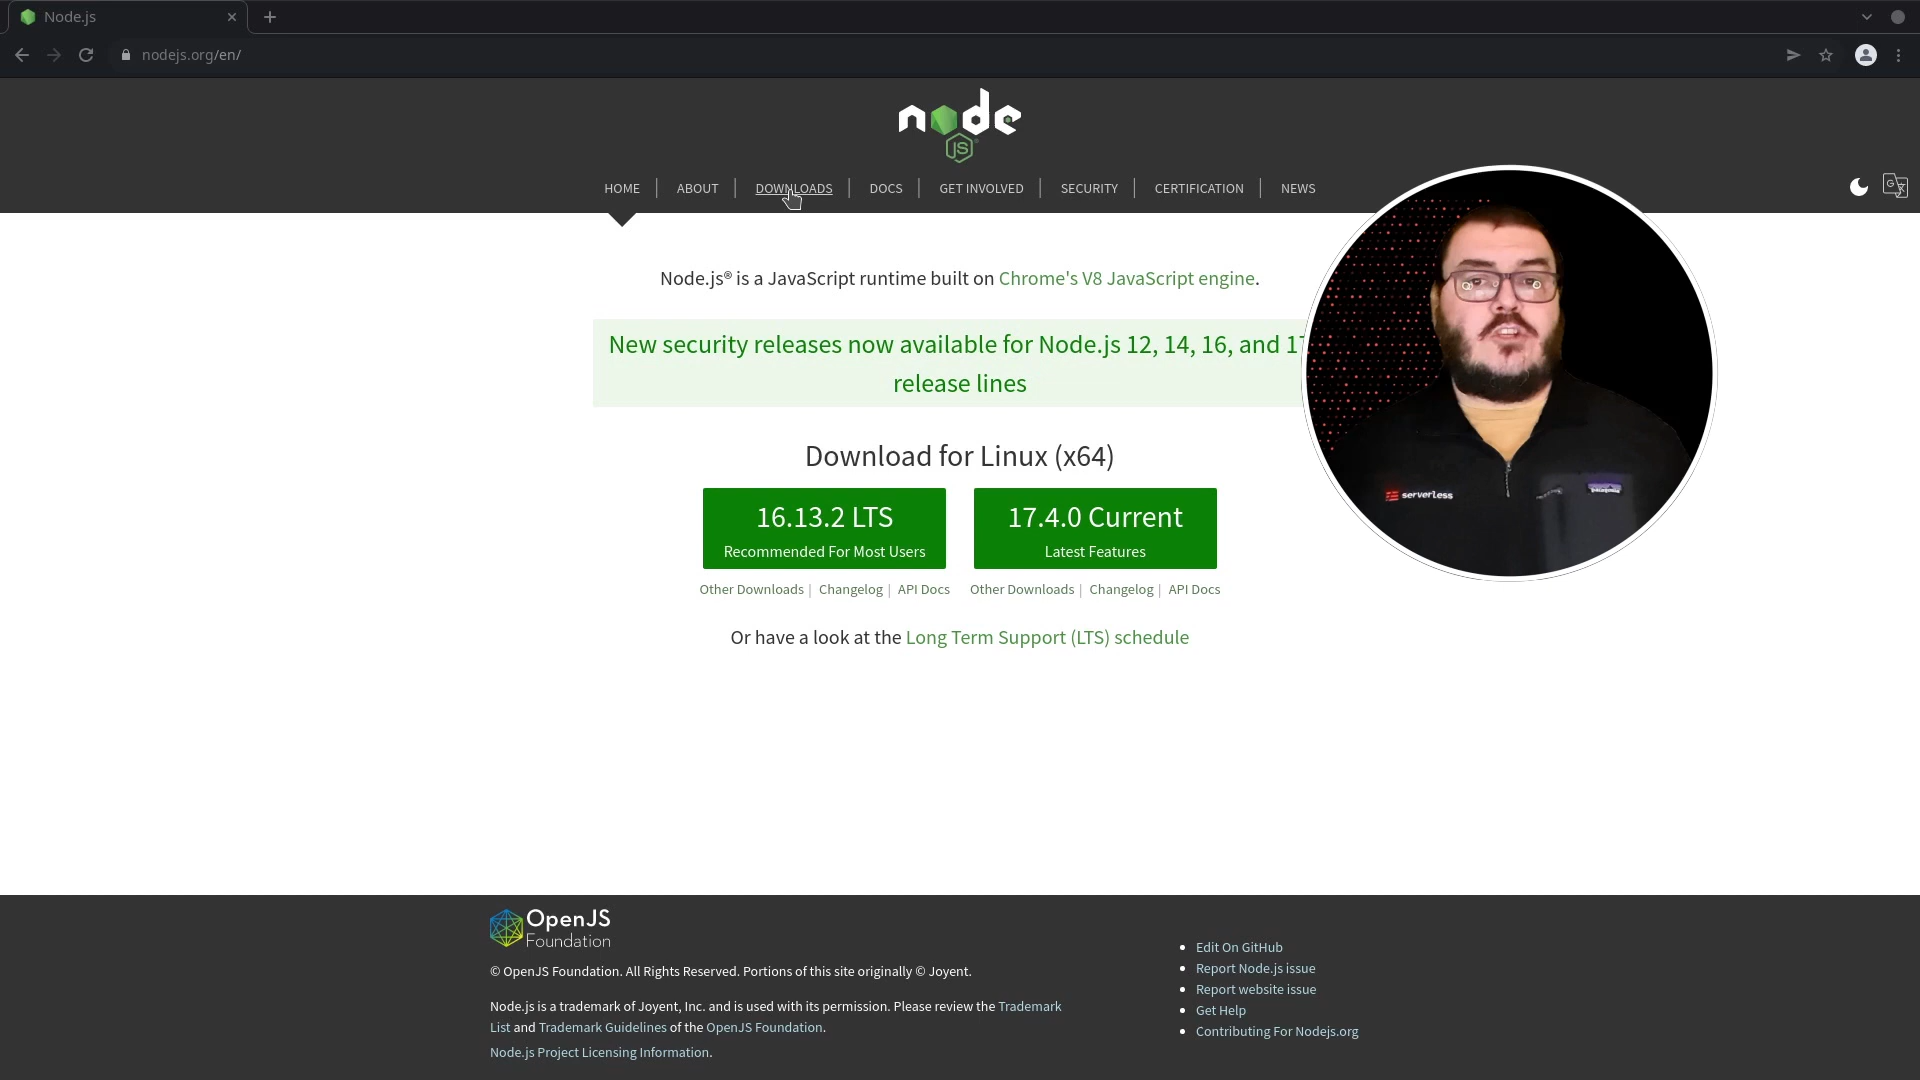 Node.js
nodejs.org/en/
node
JS
HOME
ABOUT
DOWNLOADS
DOCS
GET INVOLVED
SECURITY
CERTIFICATION
NEWS
Node.js® is a JavaScript runtime built on Chrome's V8 JavaScript engine.
New security releases now available for Node.js 12, 14, 16, and 17
release lines
Download for Linux (x64)
16.13.2 LTS
Recommended For Most Users
17.4.0 Current
Latest Features
Other Downloads | Changelog | API Docs
Other Downloads | Changelog | API Docs
Or have a look at the Long Term Support (LTS) schedule
serverless
OpenJS
Foundation
© OpenJS Foundation. All Rights Reserved. Portions of this site originally © Joyent.
Node.js is a trademark of Joyent, Inc. and is used with its permission. Please review the Trademark
List and Trademark Guidelines of the OpenJS Foundation.
Node.js Project Licensing Information.
Edit On GitHub
Report Node.js issue
Report website issue
Get Help
Contributing For Nodejs.org